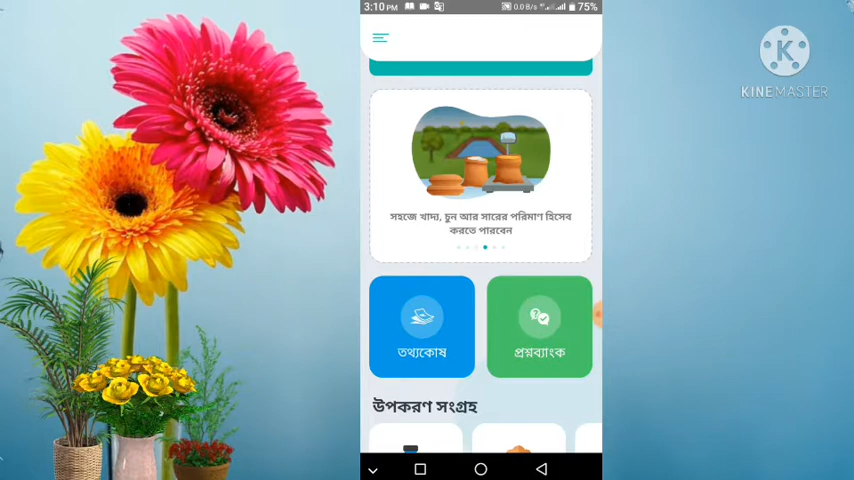 3:10 PM
0.0 B/s
75%
KINEMASTER
সহজে খাদ্য, চুন আর সারের পরিমাণ হিসেব
করতে পারবেন
তথ্যকোষ
প্রশ্নব্যাংক
উপকরণ সংগ্রহ